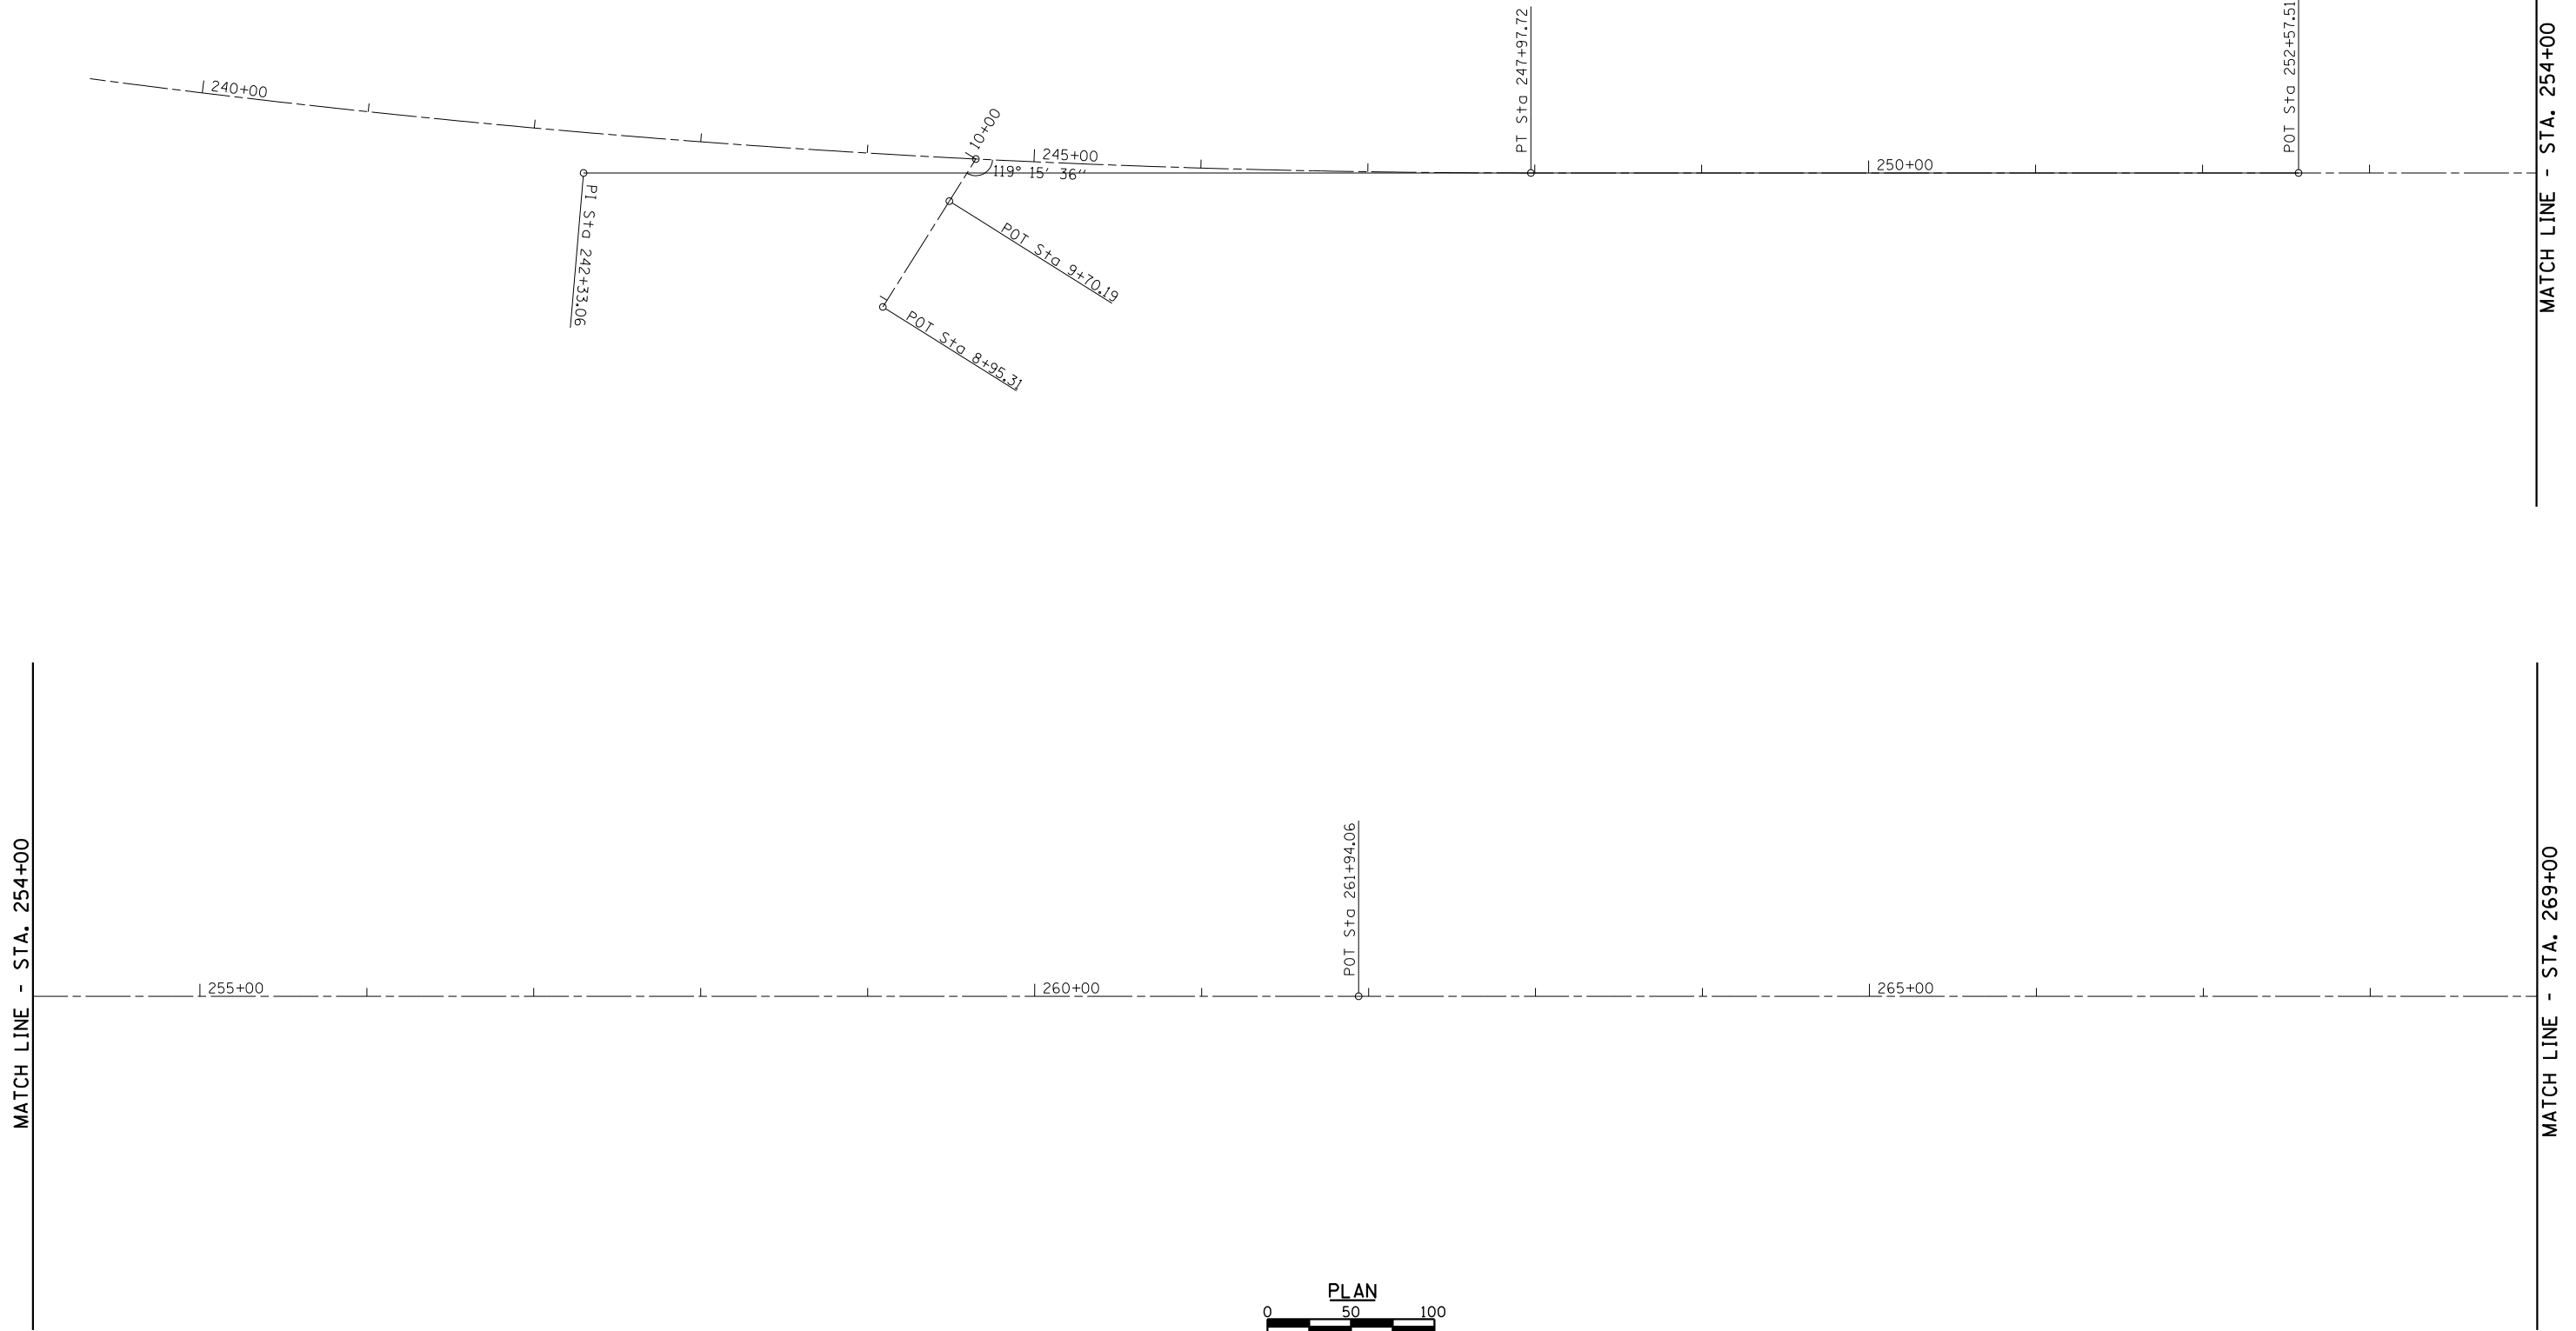 240+00
10+00
245+00
119° 15' 36"
PT Sta 247+97.72
250+00
POT Sta 252+57.51
MATCH LINE - STA. 254+00
PI Sta 242+33.06
POT Sta 9+70.19
POT Sta 8+95.31
MATCH LINE - STA. 254+00
255+00
260+00
POT Sta 261+94.06
265+00
MATCH LINE - STA. 269+00
PLAN
0 50 100